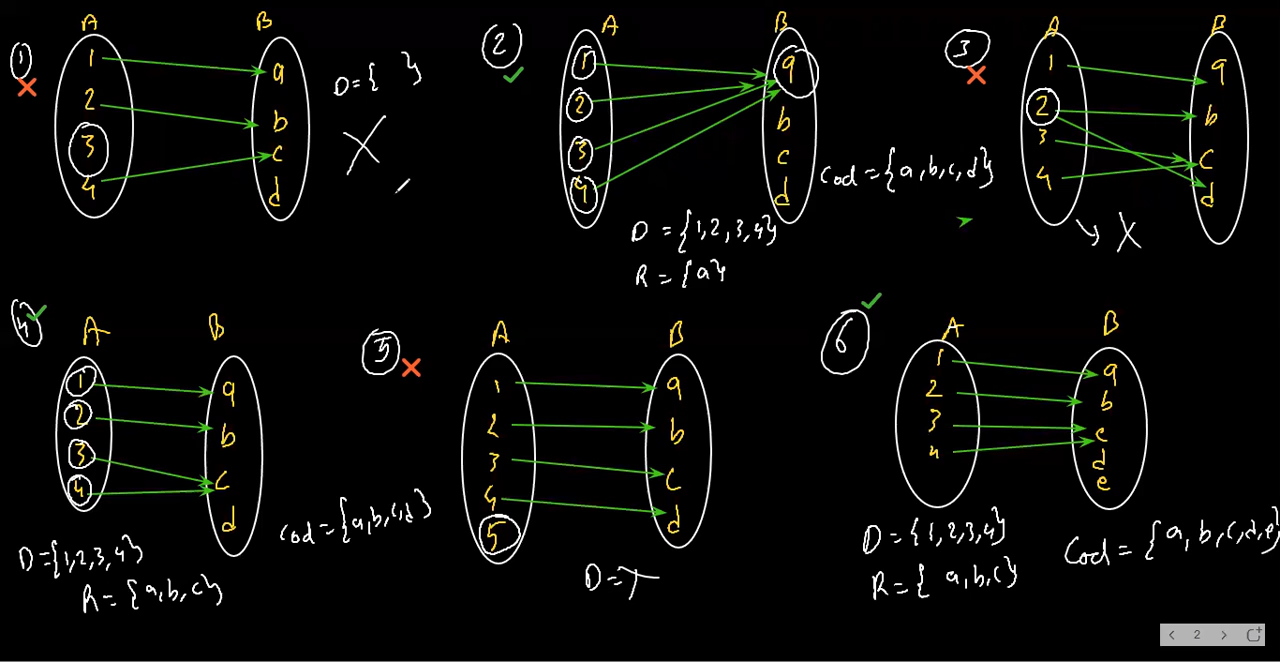 1
A B
1 a
2 b
3 c
4 d
D = { }
2
A B
1 a
2 b
3 c
4 d
Cod = {a, b, c, d}
D = {1, 2, 3, 4}
R = {a}
3
A B
1 a
2 b
3 c
4 d
4
A B
1 a
2 b
3 c
4 d
D = {1, 2, 3, 4}
R = {a, b, c}
Cod = {a, b, c, d}
5
A B
1 a
2 b
3 c
4 d
5
D =
6
A B
1 a
2 b
3 c
4 d
e
D = {1, 2, 3, 4}
R = { a, b, c}
Cod = {a, b, c, d, e}
2